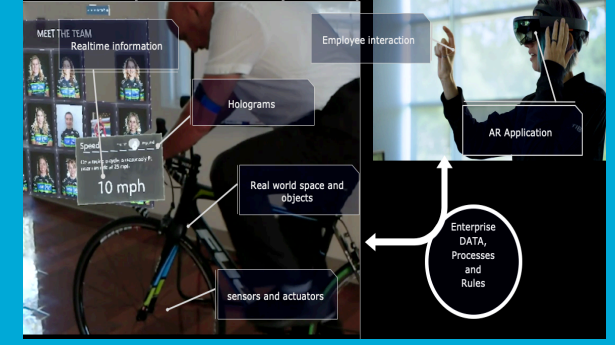 MEET THE TEAM
Realtime information
Employee interaction
Holograms
AR Application
Speed
10 mph
Real world space and
objects
Enterprise
DATA,
Processes
and
Rules
sensors and actuators